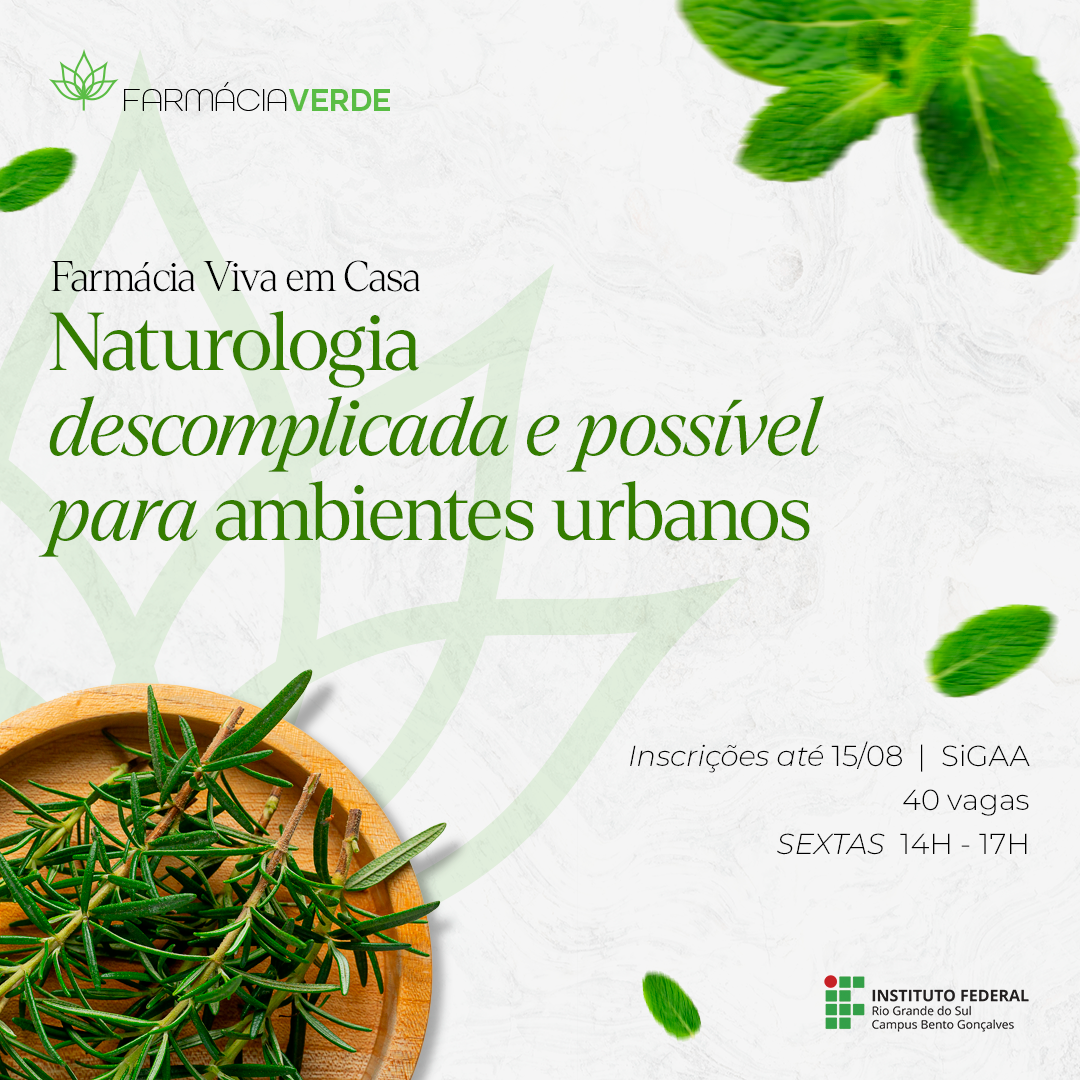 FARMÁCIAVERDE
Farmácia Viva em Casa
Naturologia
descomplicada e possível
para ambientes urbanos
Inscrições até 15/08 | SiGAA
40 vagas
SEXTAS 14H - 17H
INSTITUTO FEDERAL
Rio Grande do Sul
Campus Bento Gonçalves